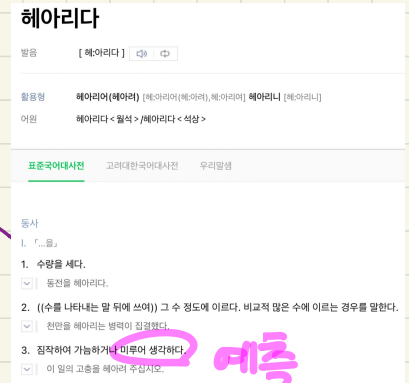 헤아리다
발음 [ 헤:아리다 ]
활용형 헤아리어(헤아려) [헤:아리어(헤:아려), 헤:아리여] 헤아리니 [헤:아리니]
어원 헤아리다 < 월석 > /혜아리다 < 석상 >
표준국어대사전 고려대한국어대사전 우리말샘
동사
I. 「…을」
1. 수량을 세다.
동전을 헤아리다.
2. ((수를 나타내는 말 뒤에 쓰여)) 그 수 정도에 이르다. 비교적 많은 수에 이르는 경우를 말한다.
천만을 헤아리는 병력이 집결했다.
3. 짐작하여 가늠하거나 미루어 생각하다.
예측
이 일의 고충을 헤아려 주십시오.